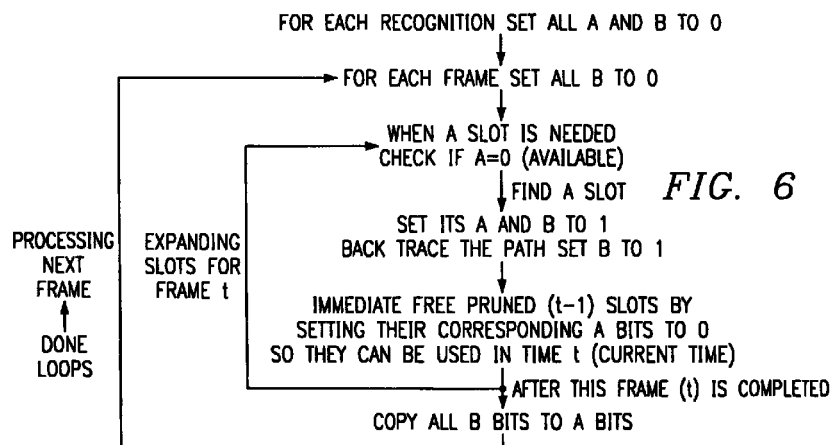 FOR EACH RECOGNITION SET ALL A AND B TO 0
FOR EACH FRAME SET ALL B TO 0
WHEN A SLOT IS NEEDED
CHECK IF A=0 (AVAILABLE)
FIND A SLOT
FIG. 6
SET ITS A AND B TO 1
BACK TRACE THE PATH SET B TO 1
PROCESSING
NEXT
FRAME
DONE
LOOPS
EXPANDING
SLOTS FOR
FRAME t
IMMEDIATE FREE PRUNED (t-1) SLOTS BY
SETTING THEIR CORRESPONDING A BITS TO 0
SO THEY CAN BE USED IN TIME t (CURRENT TIME)
AFTER THIS FRAME (t) IS COMPLETED
COPY ALL B BITS TO A BITS